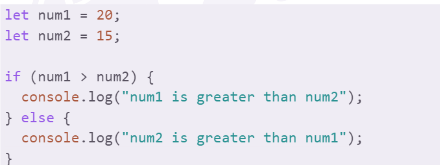 let num1 = 20;
let num2 = 15;

if (num1 > num2) {
  console.log("num1 is greater than num2");
} else {
  console.log("num2 is greater than num1");
}